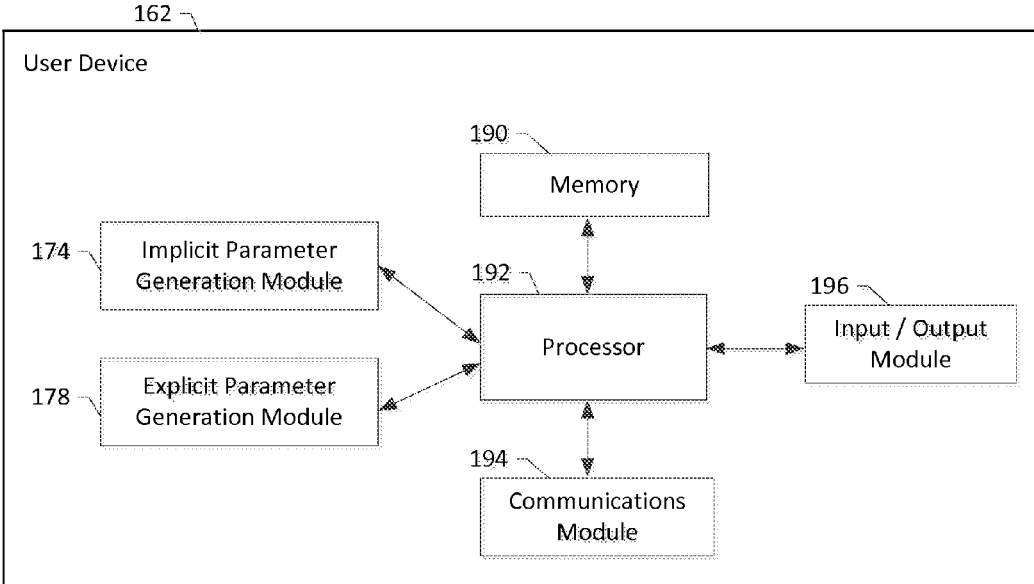 162
User Device
190
Memory
174
Implicit Parameter
Generation Module
192
Processor
196
Input / Output
Module
178
Explicit Parameter
Generation Module
194
Communications
Module